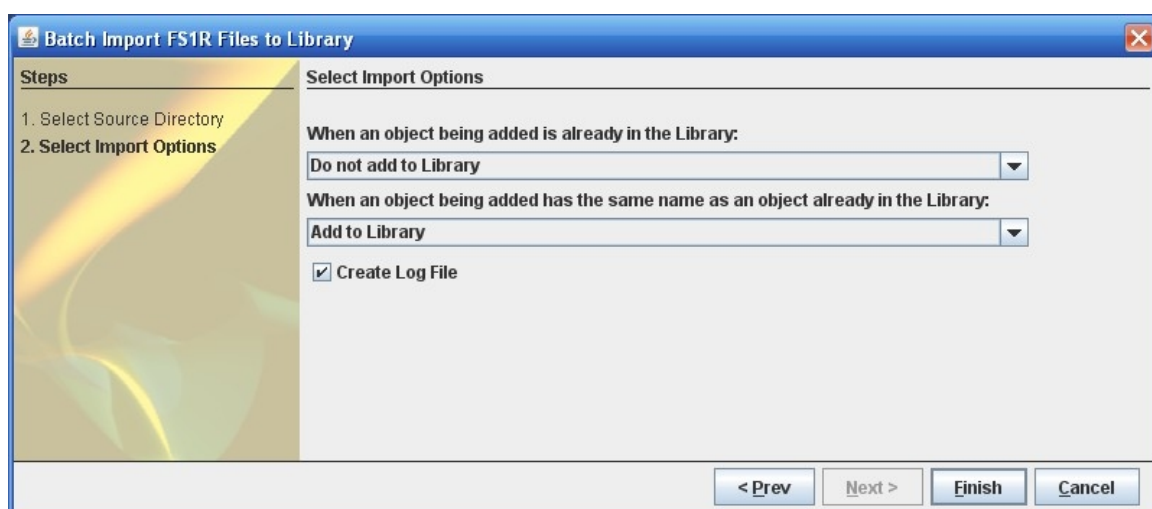 Batch Import FS1R Files to Library
Steps
1. Select Source Directory
2. Select Import Options
Select Import Options
When an object being added is already in the Library:
Do not add to Library
When an object being added has the same name as an object already in the Library:
Add to Library
Create Log File
< Prev
Next >
Finish
Cancel